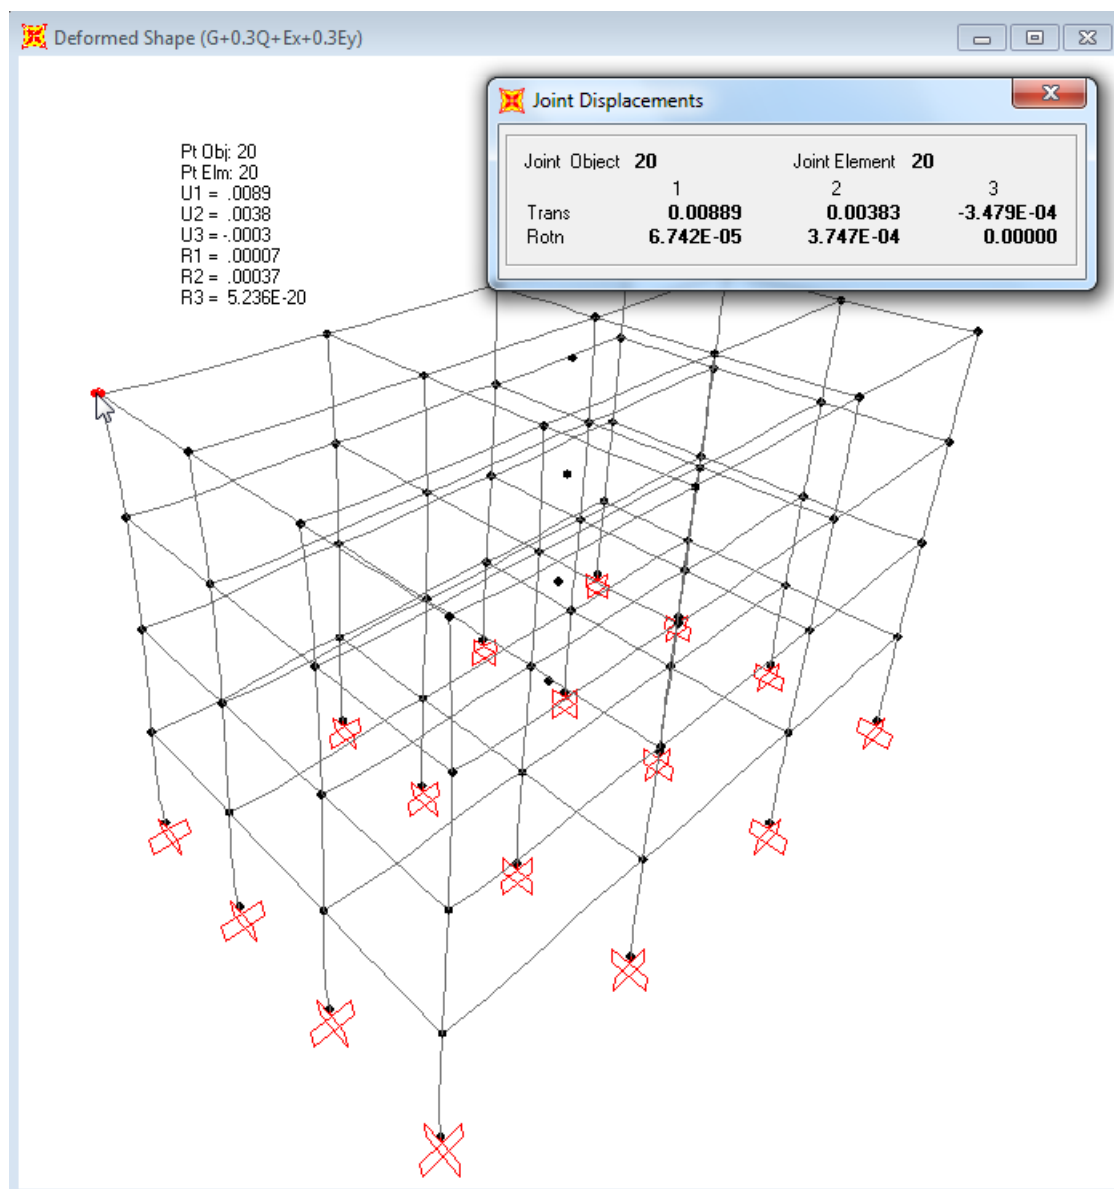 Deformed Shape (G+0.3Q+Ex+0.3Ey)
Joint Displacements
Joint Object 20 Joint Element 20
1 2 3
Trans 0.00889 0.00383 -3.479E-04
Rotn 6.742E-05 3.747E-04 0.00000
Pt Obj: 20
Pt Elm: 20
U1 = .0089
U2 = .0038
U3 =-.0003
R1 = .00007
R2 = .00037
R3 = 5.236E-20